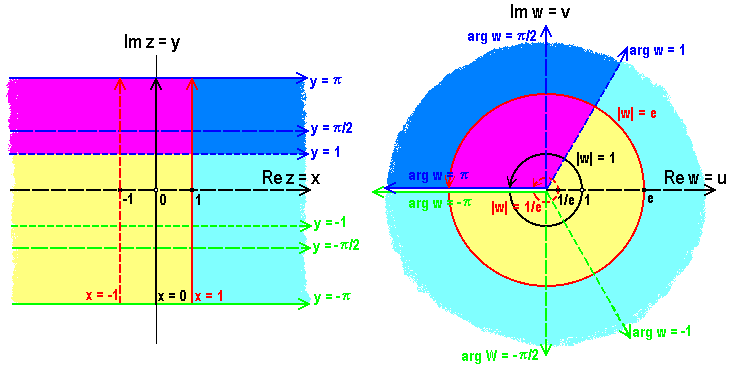 Im z = y
y = π
y = π/2
y = 1
Re z = x
-1
0
1
y = -1
y = -π/2
x = -1
x = 0
x = 1
y = -π
Im w = v
arg w = π/2
arg w = 1
|w| = e
|w| = 1
arg w = π
Re w = u
arg w = -π
|w| = 1/e
1/e
1
e
arg w = -1
arg W = -π/2